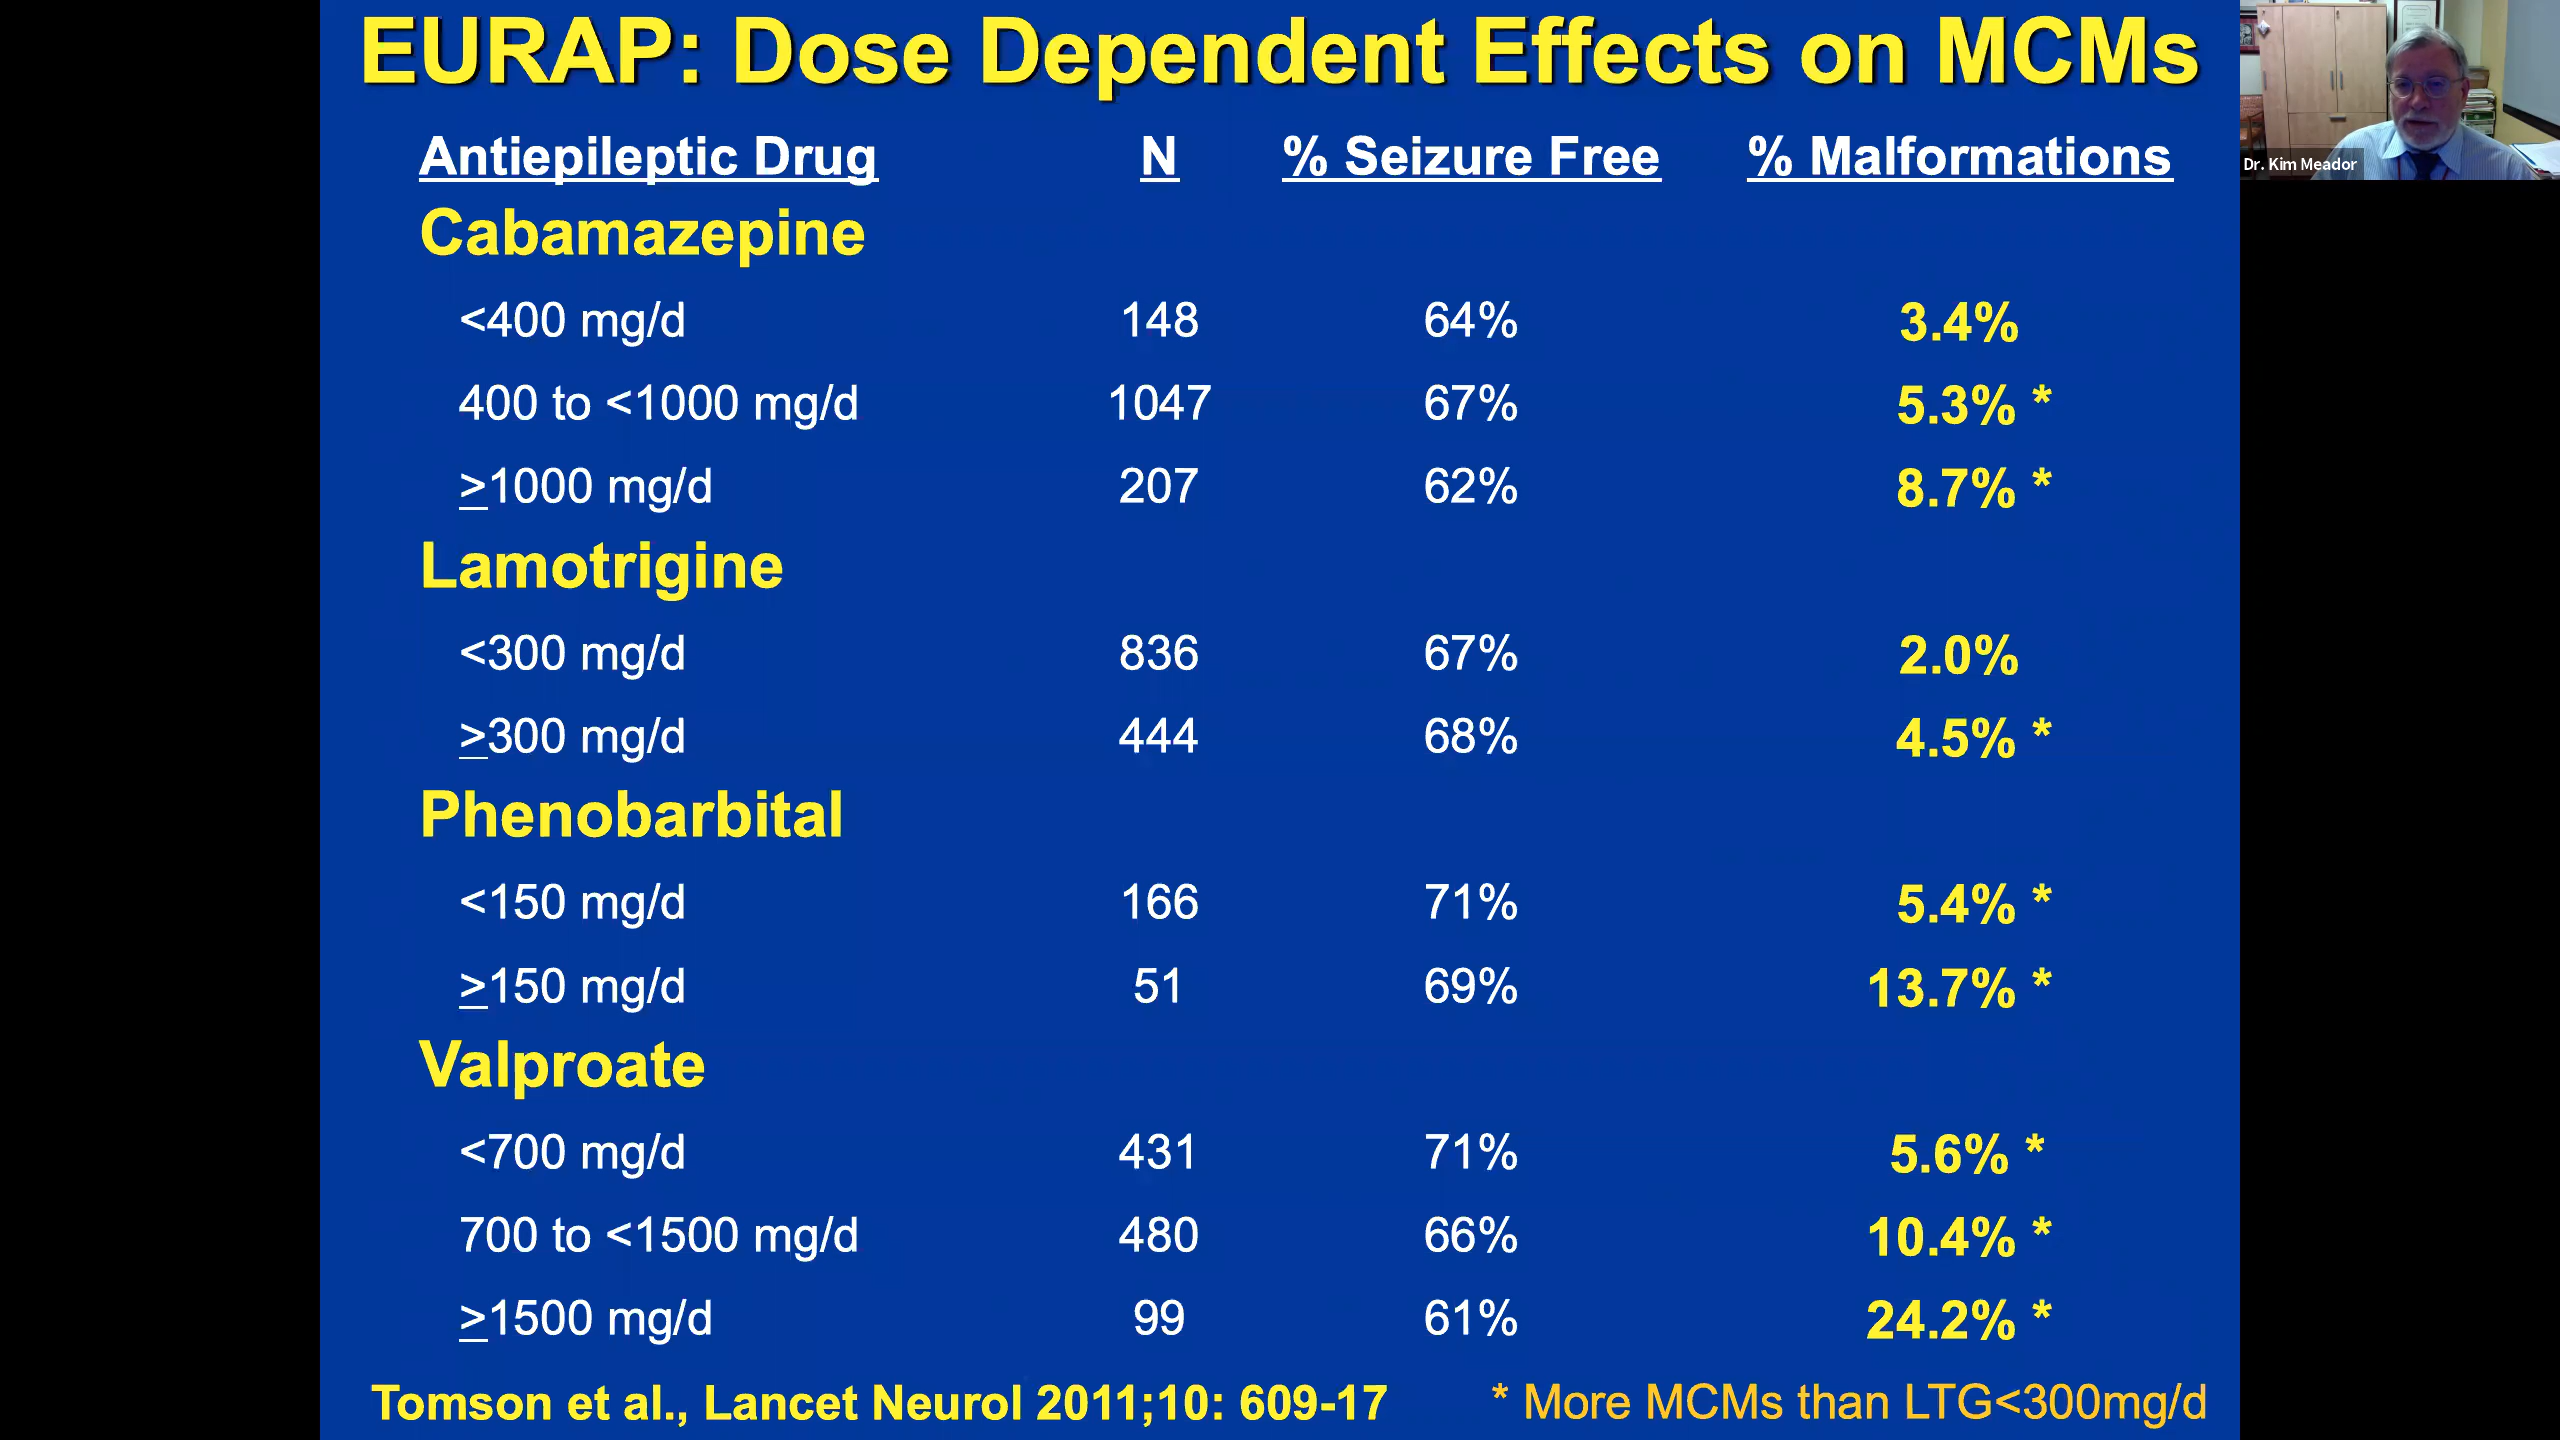 EURAP: Dose Dependent Effects on MCMs
Dr. Kim Meador
Antiepileptic Drug N % Seizure Free % Malformations
Cabamazepine
<400 mg/d 148 64% 3.4%
400 to <1000 mg/d 1047 67% 5.3% *
≥1000 mg/d 207 62% 8.7% *
Lamotrigine
<300 mg/d 836 67% 2.0%
≥300 mg/d 444 68% 4.5% *
Phenobarbital
<150 mg/d 166 71% 5.4% *
≥150 mg/d 51 69% 13.7% *
Valproate
<700 mg/d 431 71% 5.6% *
700 to <1500 mg/d 480 66% 10.4% *
≥1500 mg/d 99 61% 24.2% *
Tomson et al., Lancet Neurol 2011;10: 609-17 * More MCMs than LTG<300mg/d